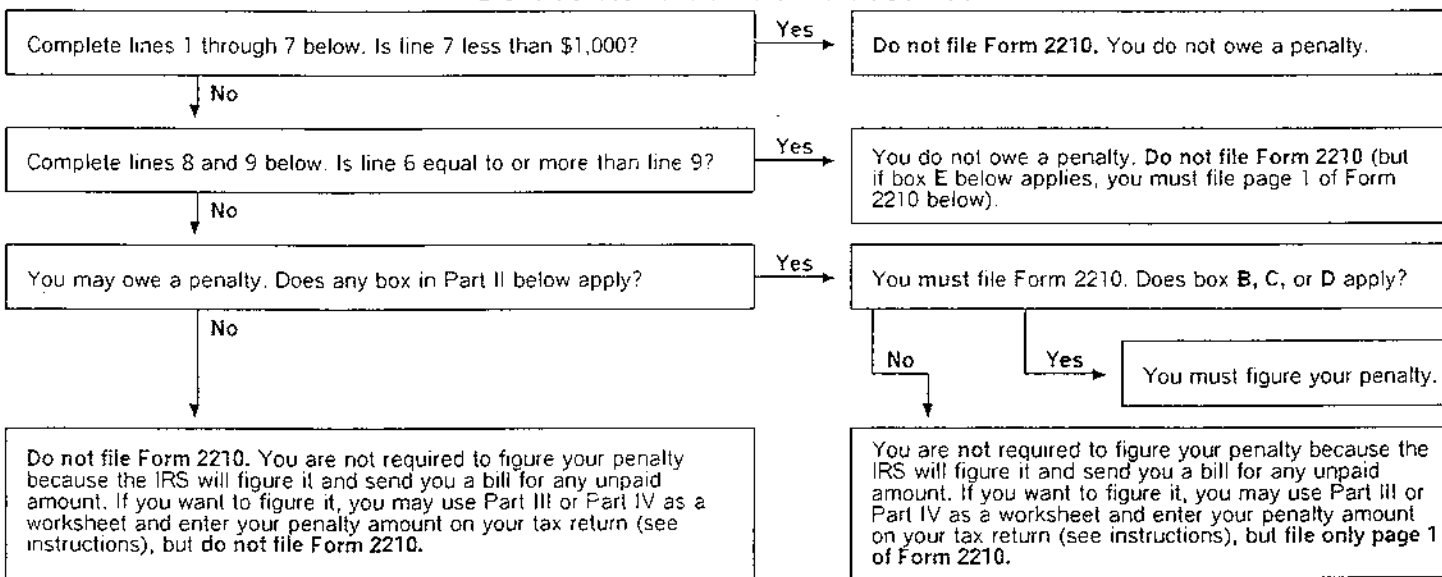 Complete lines 1 through 7 below. Is line 7 less than $1,000?
Yes
Do not file Form 2210. You do not owe a penalty.
No
Complete lines 8 and 9 below. Is line 6 equal to or more than line 9?
Yes
You do not owe a penalty. Do not file Form 2210 (but
if box E below applies, you must file page 1 of Form
2210 below).
No
You may owe a penalty. Does any box in Part II below apply?
Yes
You must file Form 2210. Does box B, C, or D apply?
No
No
Yes
You must figure your penalty.
Do not file Form 2210. You are not required to figure your penalty
because the IRS will figure it and send you a bill for any unpaid
amount. If you want to figure it, you may use Part III or Part IV as a
worksheet and enter your penalty amount on your tax return (see
instructions), but do not file Form 2210.
You are not required to figure your penalty because the
IRS will figure it and send you a bill for any unpaid
amount. If you want to figure it, you may use Part III or
Part IV as a worksheet and enter your penalty amount
on your tax return (see instructions), but file only page 1
of Form 2210.